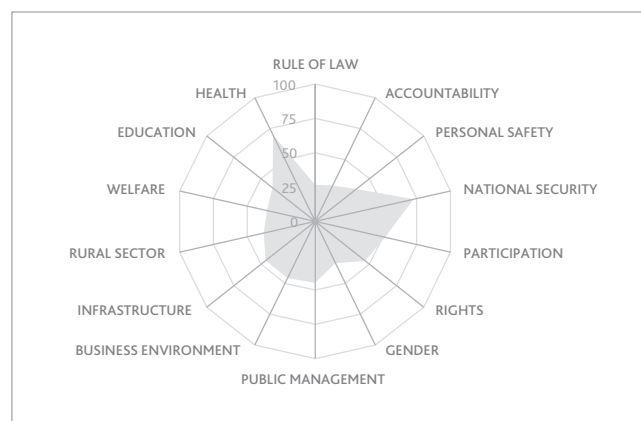 RULE OF LAW
100
HEALTH
ACCOUNTABILITY
75
EDUCATION
PERSONAL SAFETY
50
WELFARE
25
NATIONAL SECURITY
0
RURAL SECTOR
PARTICIPATION
INFRASTRUCTURE
RIGHTS
BUSINESS ENVIRONMENT
GENDER
PUBLIC MANAGEMENT